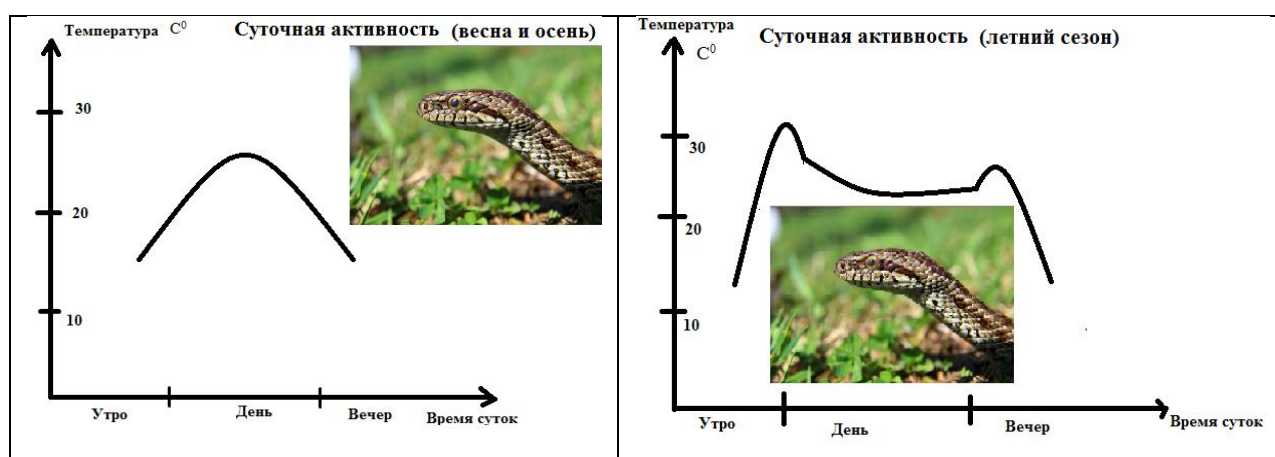 Температура С⁰ Суточная активность (весна и осень)
30
20
10
Утро День Вечер Время суток
Температура
С⁰ Суточная активность (летний сезон)
30
20
10
Утро День Вечер Время суток